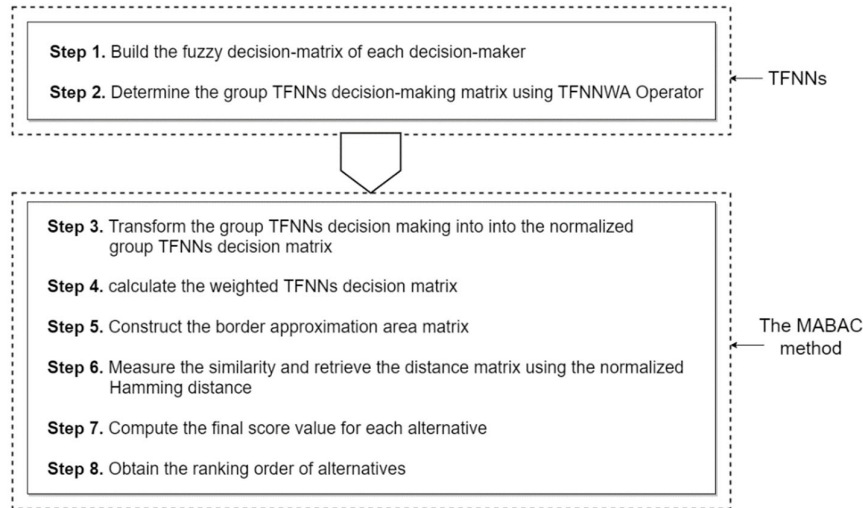 Step 1. Build the fuzzy decision-matrix of each decision-maker
Step 2. Determine the group TFNNs decision-making matrix using TFNNWA Operator
TFNNs
Step 3. Transform the group TFNNs decision making into into the normalized
group TFNNs decision matrix
Step 4. calculate the weighted TFNNs decision matrix
Step 5. Construct the border approximation area matrix
Step 6. Measure the similarity and retrieve the distance matrix using the normalized
Hamming distance
Step 7. Compute the final score value for each alternative
Step 8. Obtain the ranking order of alternatives
The MABAC
method